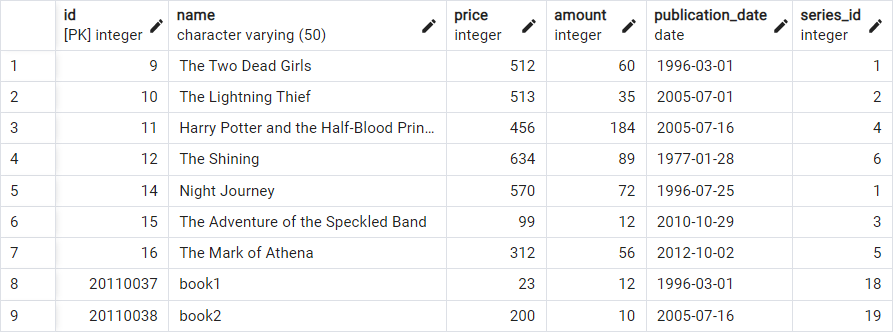 id name price amount publication_date series_id
[PK] integer character varying (50) integer integer date integer
1 9 The Two Dead Girls 512 60 1996-03-01 1
2 10 The Lightning Thief 513 35 2005-07-01 2
3 11 Harry Potter and the Half-Blood Prin... 456 184 2005-07-16 4
4 12 The Shining 634 89 1977-01-28 6
5 14 Night Journey 570 72 1996-07-25 1
6 15 The Adventure of the Speckled Band 99 12 2010-10-29 3
7 16 The Mark of Athena 312 56 2012-10-02 5
8 20110037 book1 23 12 1996-03-01 18
9 20110038 book2 200 10 2005-07-16 19